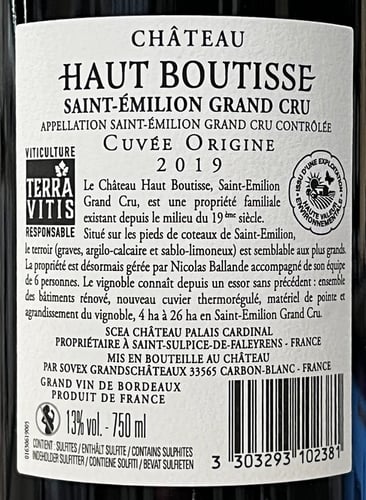 CHÂTEAU
HAUT BOUTISSE
SAINT-ÉMILION GRAND CRU
APPELLATION SAINT-ÉMILION GRAND CRU CONTRÔLÉE
CUVÉE ORIGINE
2019
VITICULTURE
TERRA
VITIS
RESPONSABLE
ISSU D'UNE EXPLOITATION
HAUTE VALEUR
ENVIRONNEMENTALE
Le Château Haut Boutisse, Saint-Emilion
Grand Cru, est une propriété familiale
existant depuis le milieu du 19ème siècle.
Situé sur les pieds de coteaux de Saint-Emilion,
le terroir (graves, argilo-calcaire et sablo-limoneux) est semblable aux plus grands.
La propriété est désormais gérée par Nicolas Ballande accompagné de son équipe
de 6 personnes. Le vignoble connaît depuis un essor sans précédent : ensemble
des bâtiments rénové, nouveau cuvier thermorégulé, matériel de pointe et
agrandissement du vignoble, 4 ha a 26 ha en Saint-Emilion Grand Cru.
SCEA CHÂTEAU PALAIS CARDINAL
PROPRIÉTAIRE À SAINT-SULPICE-DE-FALEYRENS - FRANCE
MIS EN BOUTEILLE AU CHÂTEAU
PAR SOVEX GRANDSCHÂTEAUX 33565 CARBON-BLANC - FRANCE
GRAND VIN DE BORDEAUX
PRODUIT DE FRANCE
13% vol. - 750 ml
CONTIENT : SULFITES / ENTHÄLT SULFITE / CONTAINS SULPHITES
INDEHOLDER SULFITTER / CONTIENE SOLFITI / BEVAT SULFIETEN
3 303293 102381